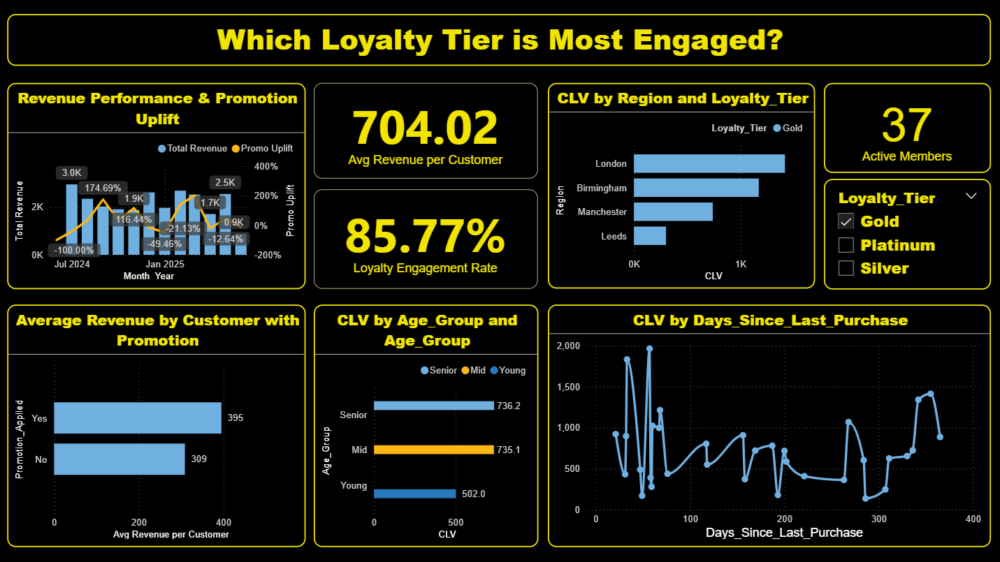 Which Loyalty Tier is Most Engaged?
Revenue Performance & Promotion
Uplift
Total Revenue Promo Uplift
Total Revenue
Promo Uplift
3.0K
174.69%
1.9K
116.44%
2.5K
1.7K
0.9K
-21.13%
-49.46%
-12.64%
-100.00%
2K
0K
400%
200%
0%
-200%
Jul 2024 Jan 2025
Month Year
704.02
Avg Revenue per Customer
85.77%
Loyalty Engagement Rate
CLV by Region and Loyalty_Tier
Loyalty_Tier Gold
Region
London
Birmingham
Manchester
Leeds
0K 1K
CLV
37
Active Members
Loyalty_Tier
Gold
Platinum
Silver
Average Revenue by Customer with
Promotion
Promotion_Applied
Yes 395
No 309
0 200 400
Avg Revenue per Customer
CLV by Age_Group and
Age_Group
Senior Mid Young
Age_Group
Senior 736.2
Mid 735.1
Young 502.0
0 500
CLV
CLV by Days_Since_Last_Purchase
2,000
1,500
1,000
500
0
0 100 200 300 400
Days_Since_Last_Purchase